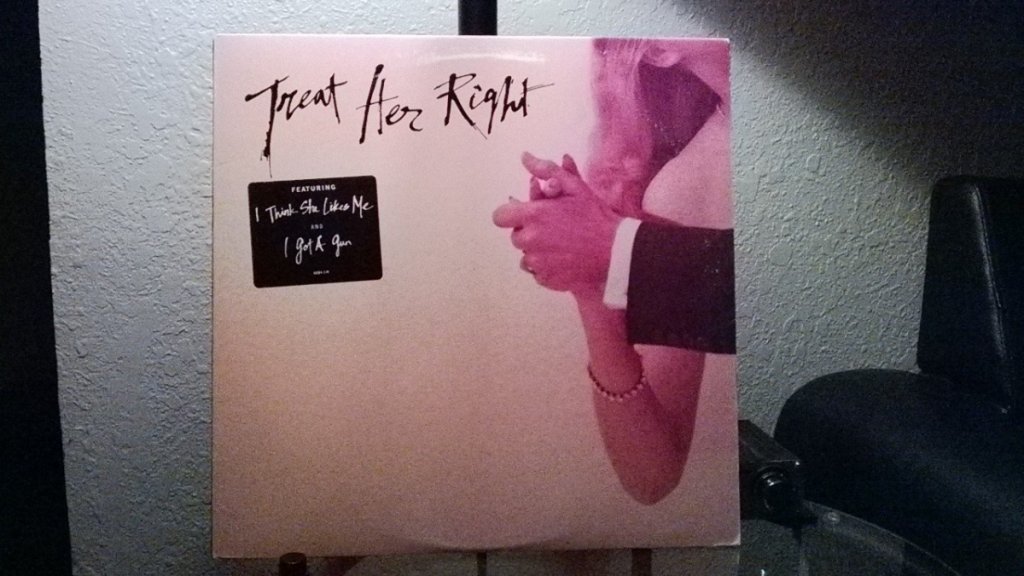 Treat Her Right
FEATURING
I Think She Likes Me
AND
I Got A Gun